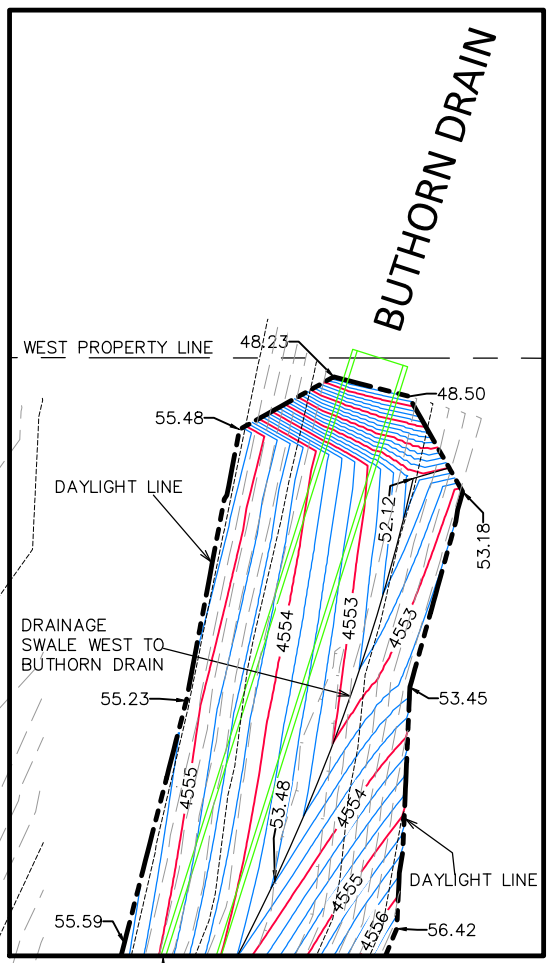 BUTHORN DRAIN
WEST PROPERTY LINE
48.23
48.50
55.48
DAYLIGHT LINE
52.12
53.18
4554
4553
4553
DRAINAGE
SWALE WEST TO
BUTHORN DRAIN
55.23
53.45
4555
53.48
4554
4555
DAYLIGHT LINE
4556
55.59
56.42